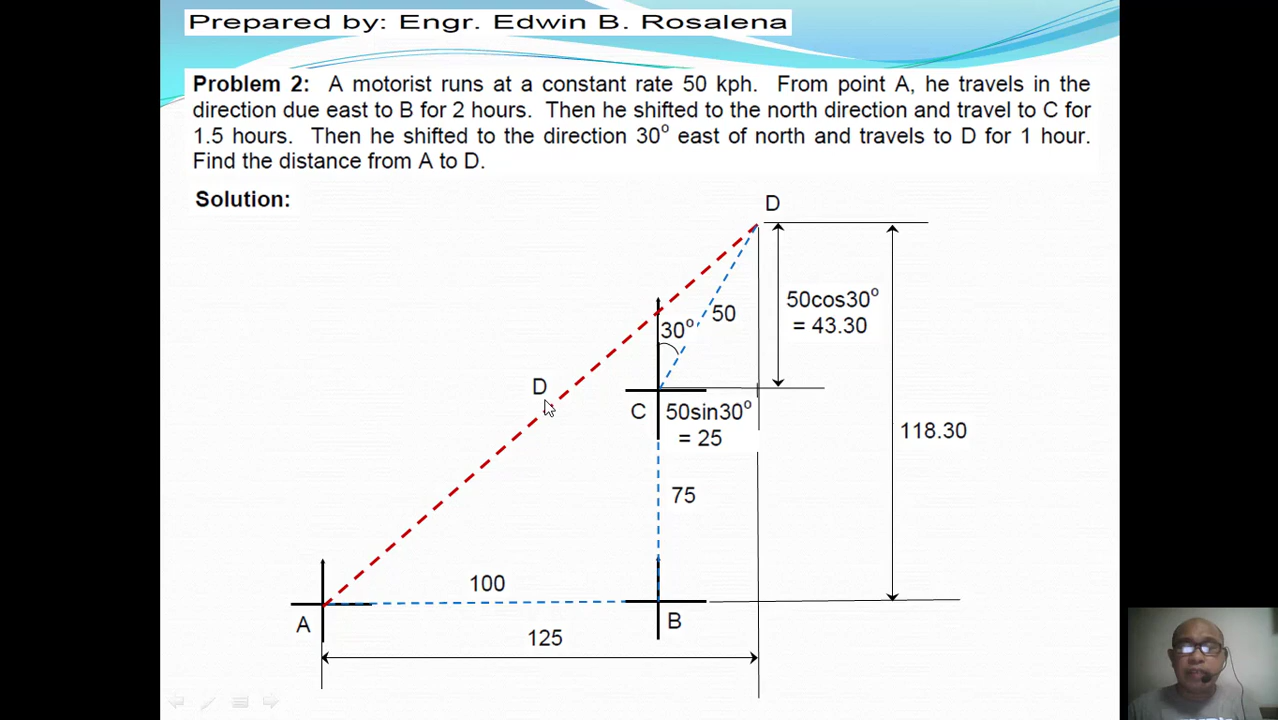 Prepared by: Engr. Edwin B. Rosalena
Problem 2: A motorist runs at a constant rate 50 kph. From point A, he travels in the
direction due east to B for 2 hours. Then he shifted to the north direction and travel to C for
1.5 hours. Then he shifted to the direction 30° east of north and travels to D for 1 hour.
Find the distance from A to D.
Solution:
D
50cos30°
= 43.30
50
30°
D
C
50sin30°
= 25
118.30
75
100
A
B
125